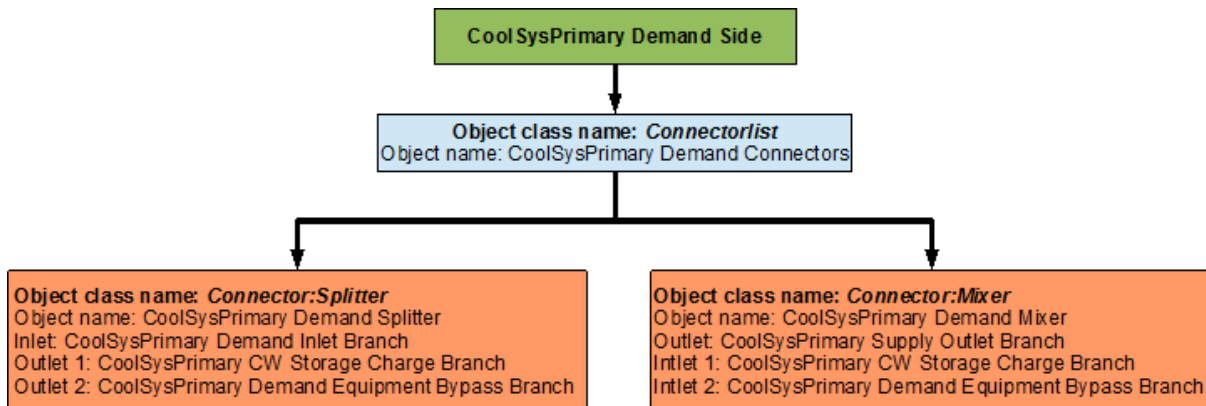 CoolSysPrimary Demand Side
Object class name: Connectorlist
Object name: CoolSysPrimary Demand Connectors
Object class name: Connector:Splitter
Object name: CoolSysPrimary Demand Splitter
Inlet: CoolSysPrimary Demand Inlet Branch
Outlet 1: CoolSysPrimary CW Storage Charge Branch
Outlet 2: CoolSysPrimary Demand Equipment Bypass Branch
Object class name: Connector:Mixer
Object name: CoolSysPrimary Demand Mixer
Outlet: CoolSysPrimary Supply Outlet Branch
Intlet 1: CoolSysPrimary CW Storage Charge Branch
Intlet 2: CoolSysPrimary Demand Equipment Bypass Branch